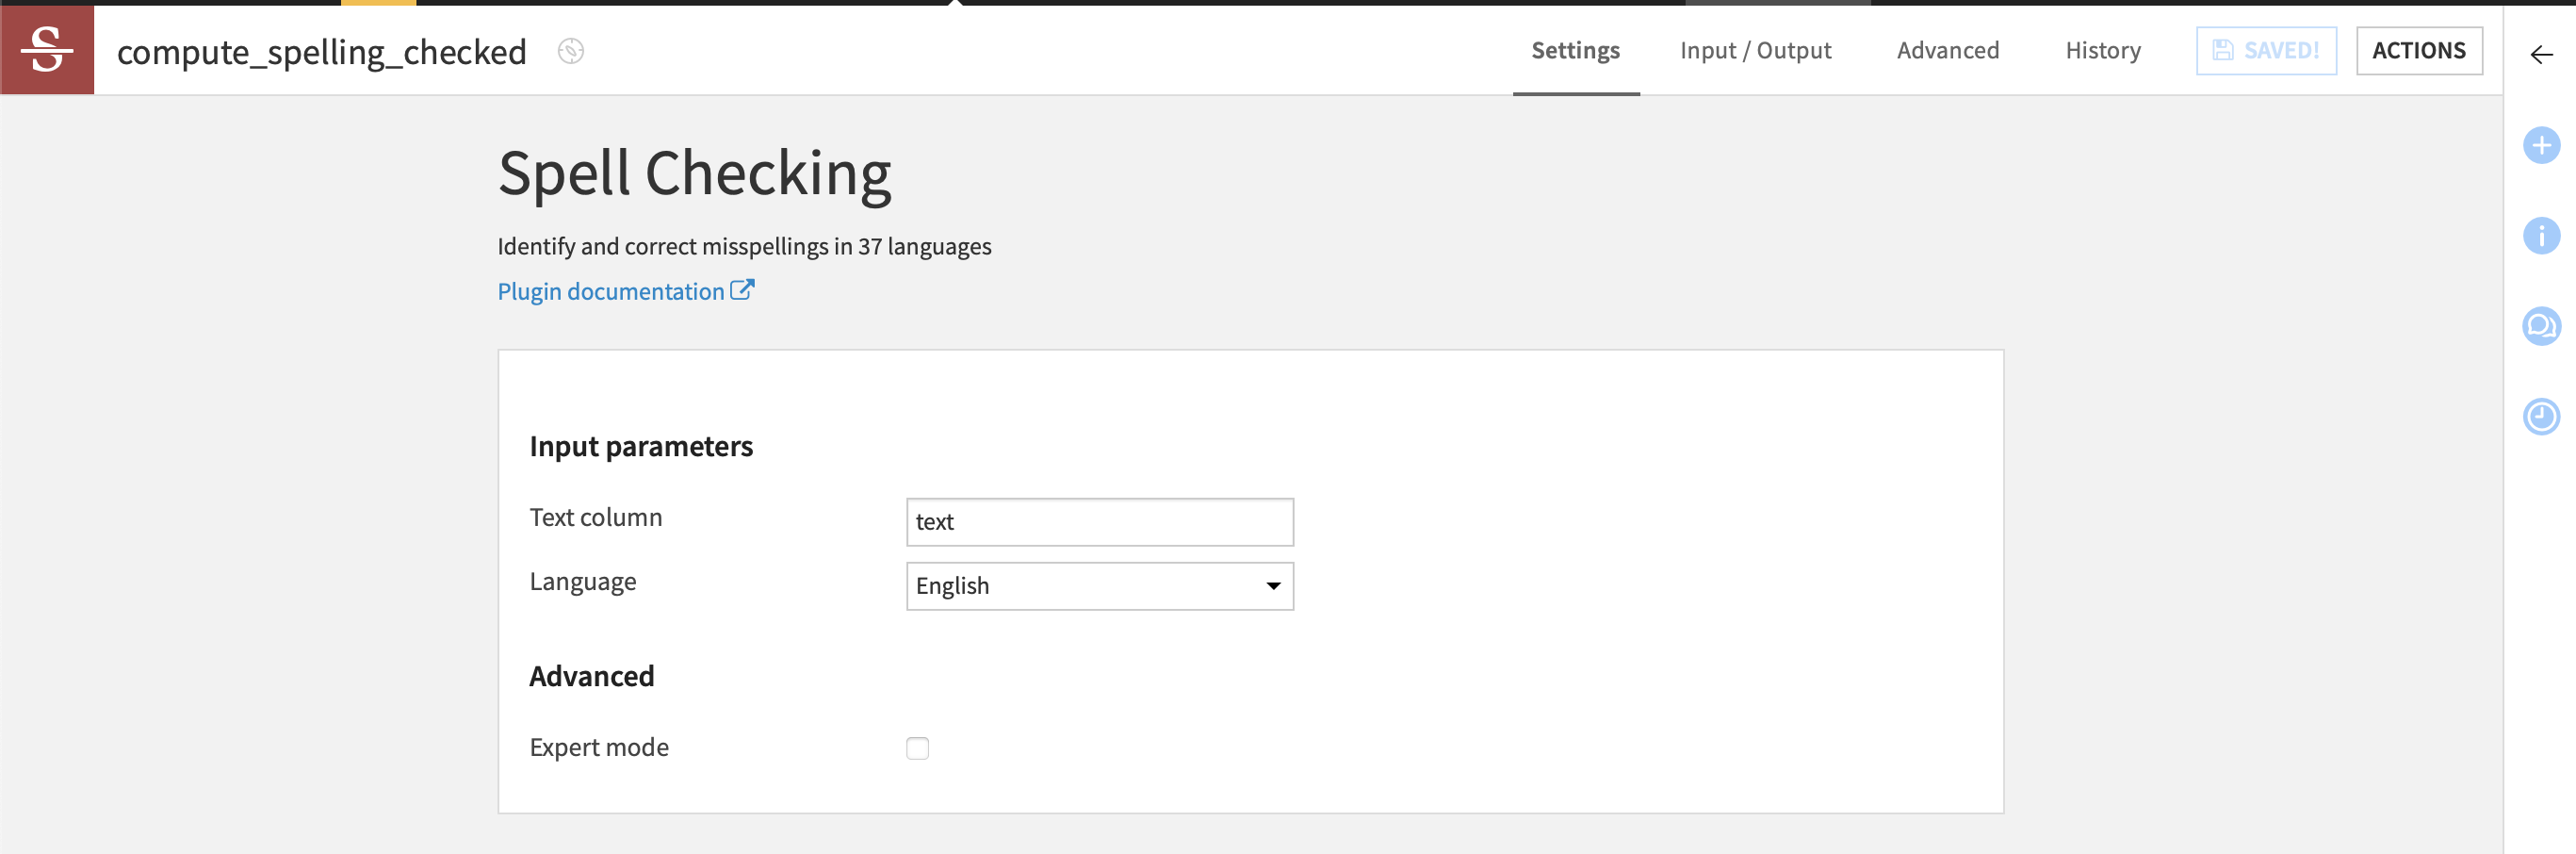 S
compute_spelling_checked
Settings Input / Output Advanced History SAVED! ACTIONS
Spell Checking
Identify and correct misspellings in 37 languages
Plugin documentation
Input parameters
Text column text
Language English
Advanced
Expert mode